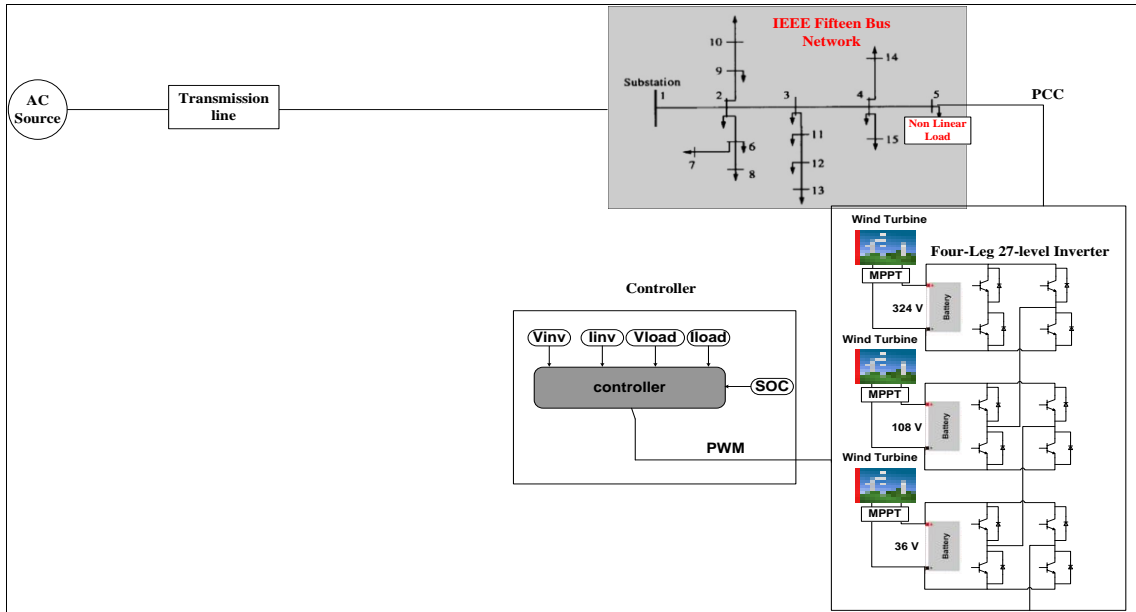 IEEE Fifteen Bus
Network
10
14
9
Substation
1
2
3
4
5
PCC
AC
Source
Transmission
line
Non Linear
Load
11
15
6
7
8
12
13
Wind Turbine
Four-Leg 27-level Inverter
MPPT
324 V
Battery
Controller
Vinv
Iinv
Vload
Iload
controller
SOC
PWM
Wind Turbine
MPPT
108 V
Battery
Wind Turbine
MPPT
36 V
Battery